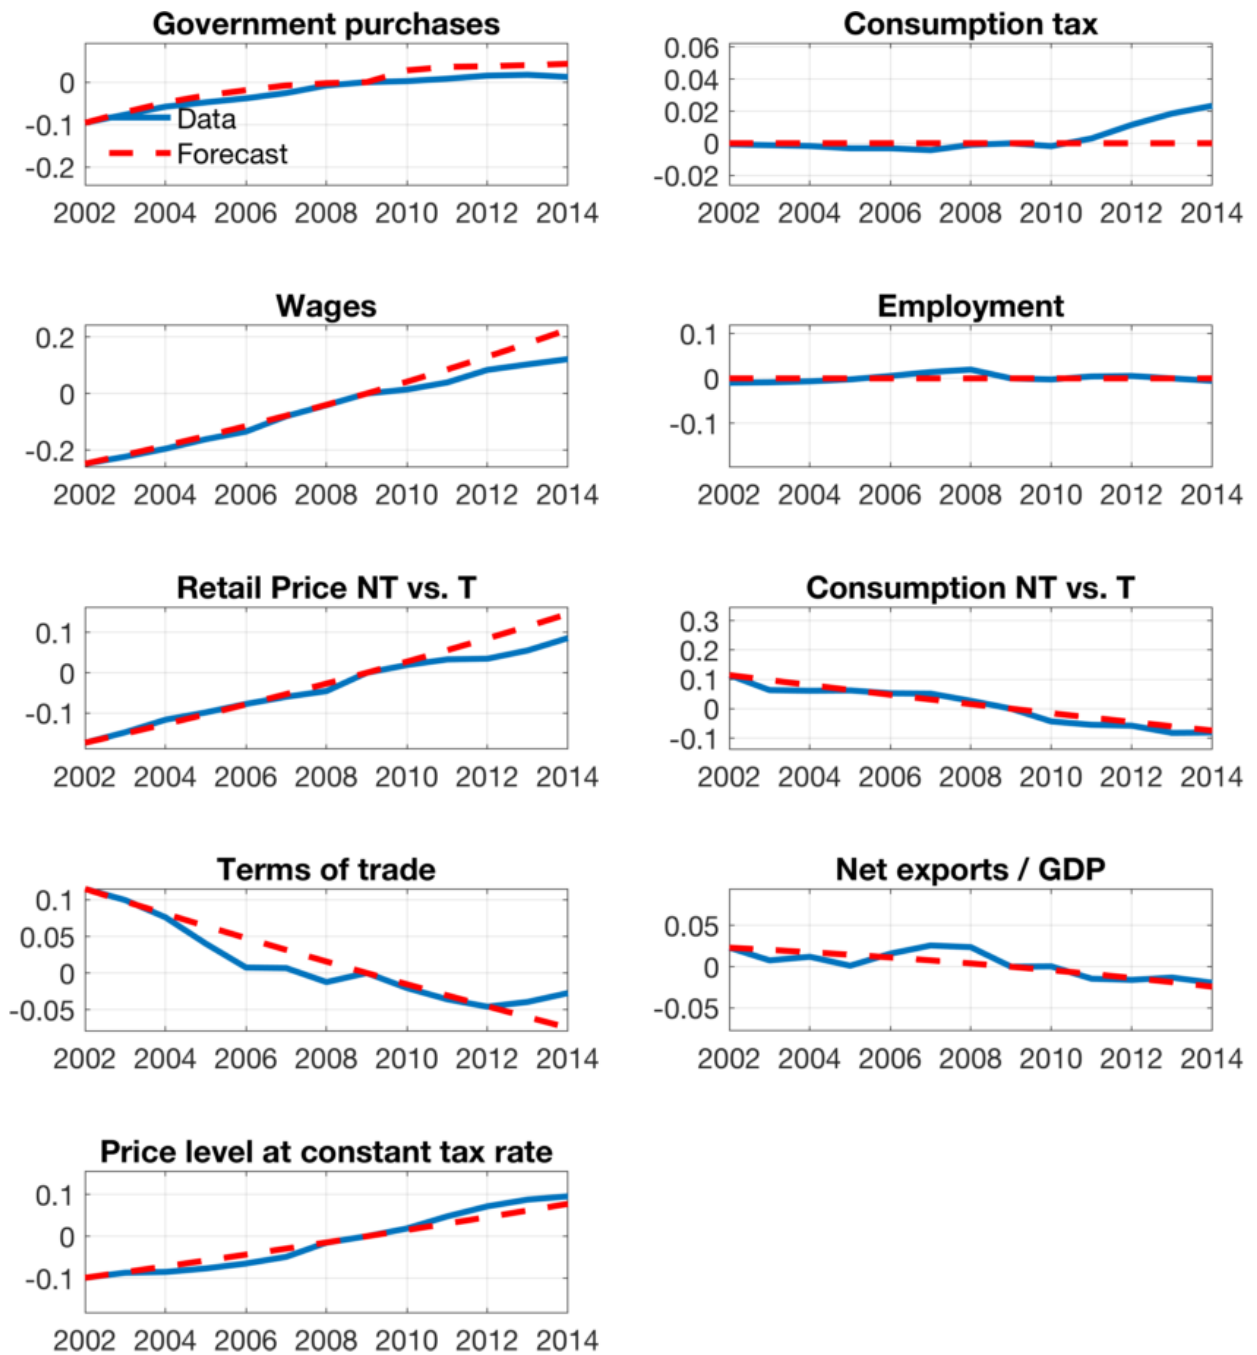 Government purchases
0
-0.1
-0.2
Data
Forecast
2002 2004 2006 2008 2010 2012 2014
Consumption tax
0.06
0.04
0.02
0
-0.02
2002 2004 2006 2008 2010 2012 2014
Wages
0.2
0
-0.2
2002 2004 2006 2008 2010 2012 2014
Employment
0.1
0
-0.1
2002 2004 2006 2008 2010 2012 2014
Retail Price NT vs. T
0.1
0
-0.1
2002 2004 2006 2008 2010 2012 2014
Consumption NT vs. T
0.3
0.2
0.1
0
-0.1
2002 2004 2006 2008 2010 2012 2014
Terms of trade
0.1
0.05
0
-0.05
2002 2004 2006 2008 2010 2012 2014
Net exports / GDP
0.05
0
-0.05
2002 2004 2006 2008 2010 2012 2014
Price level at constant tax rate
0.1
0
-0.1
2002 2004 2006 2008 2010 2012 2014